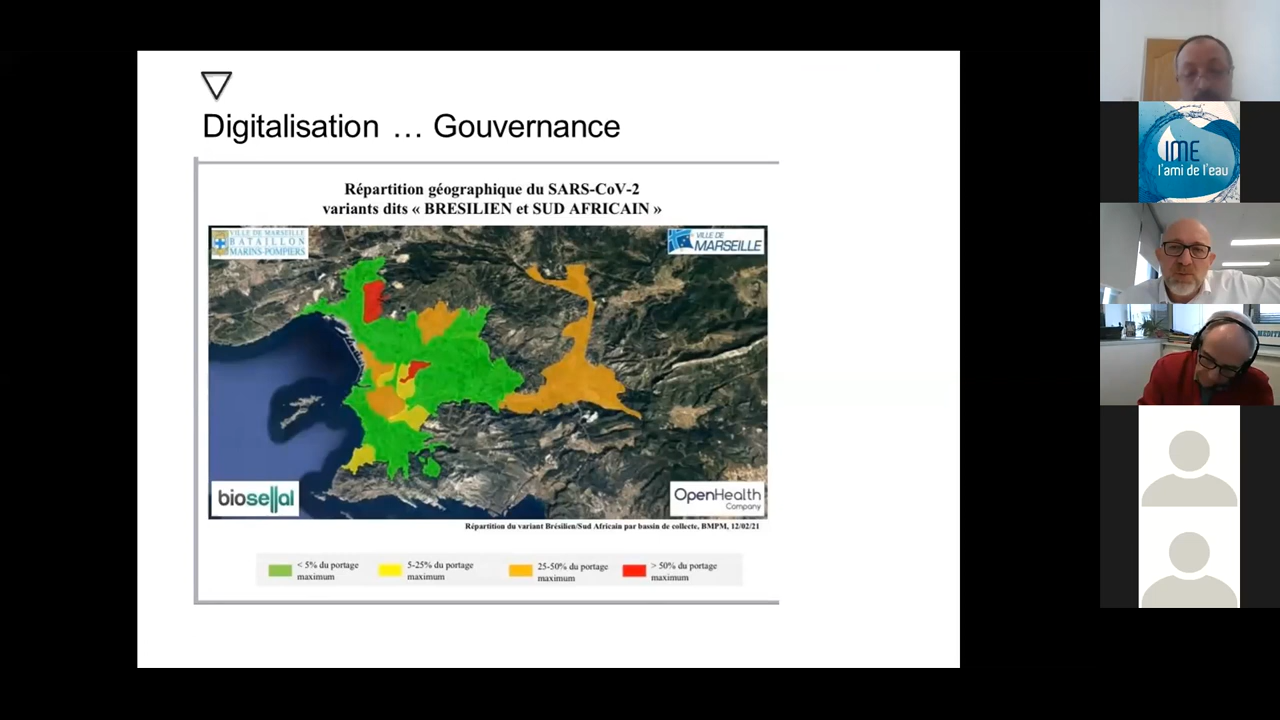 Digitalisation … Gouvernance
Répartition géographique du SARS-CoV-2
variants dits « BRESILIEN et SUD AFRICAIN »
VILLE DE MARSEILLE
BATAILLON
MARINS-POMPIERS
VILLE DE
MARSEILLE
biosellal
OpenHealth
Company
Répartition du variant Brésilien/Sud Africain par bassin de collecte, BMPM, 12/02/21
< 5% du portage
maximum
5-25% du portage
maximum
25-50% du portage
maximum
> 50% du portage
maximum
IME
l'ami de l'eau